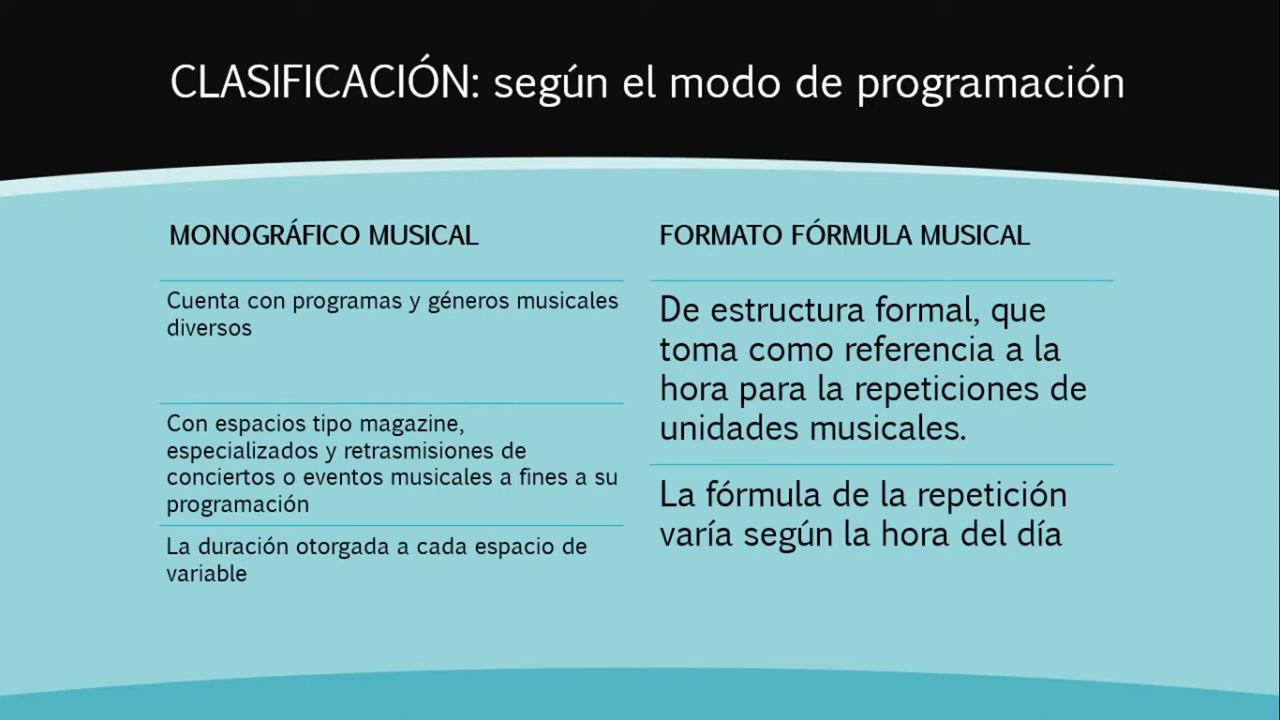 CLASIFICACIÓN: según el modo de programación
MONOGRÁFICO MUSICAL
Cuenta con programas y géneros musicales
diversos
Con espacios tipo magazine,
especializados y retrasmisiones de
conciertos o eventos musicales a fines a su
programación
La duración otorgada a cada espacio de
variable
FORMATO FÓRMULA MUSICAL
De estructura formal, que
toma como referencia a la
hora para la repeticiones de
unidades musicales.
La fórmula de la repetición
varía según la hora del día